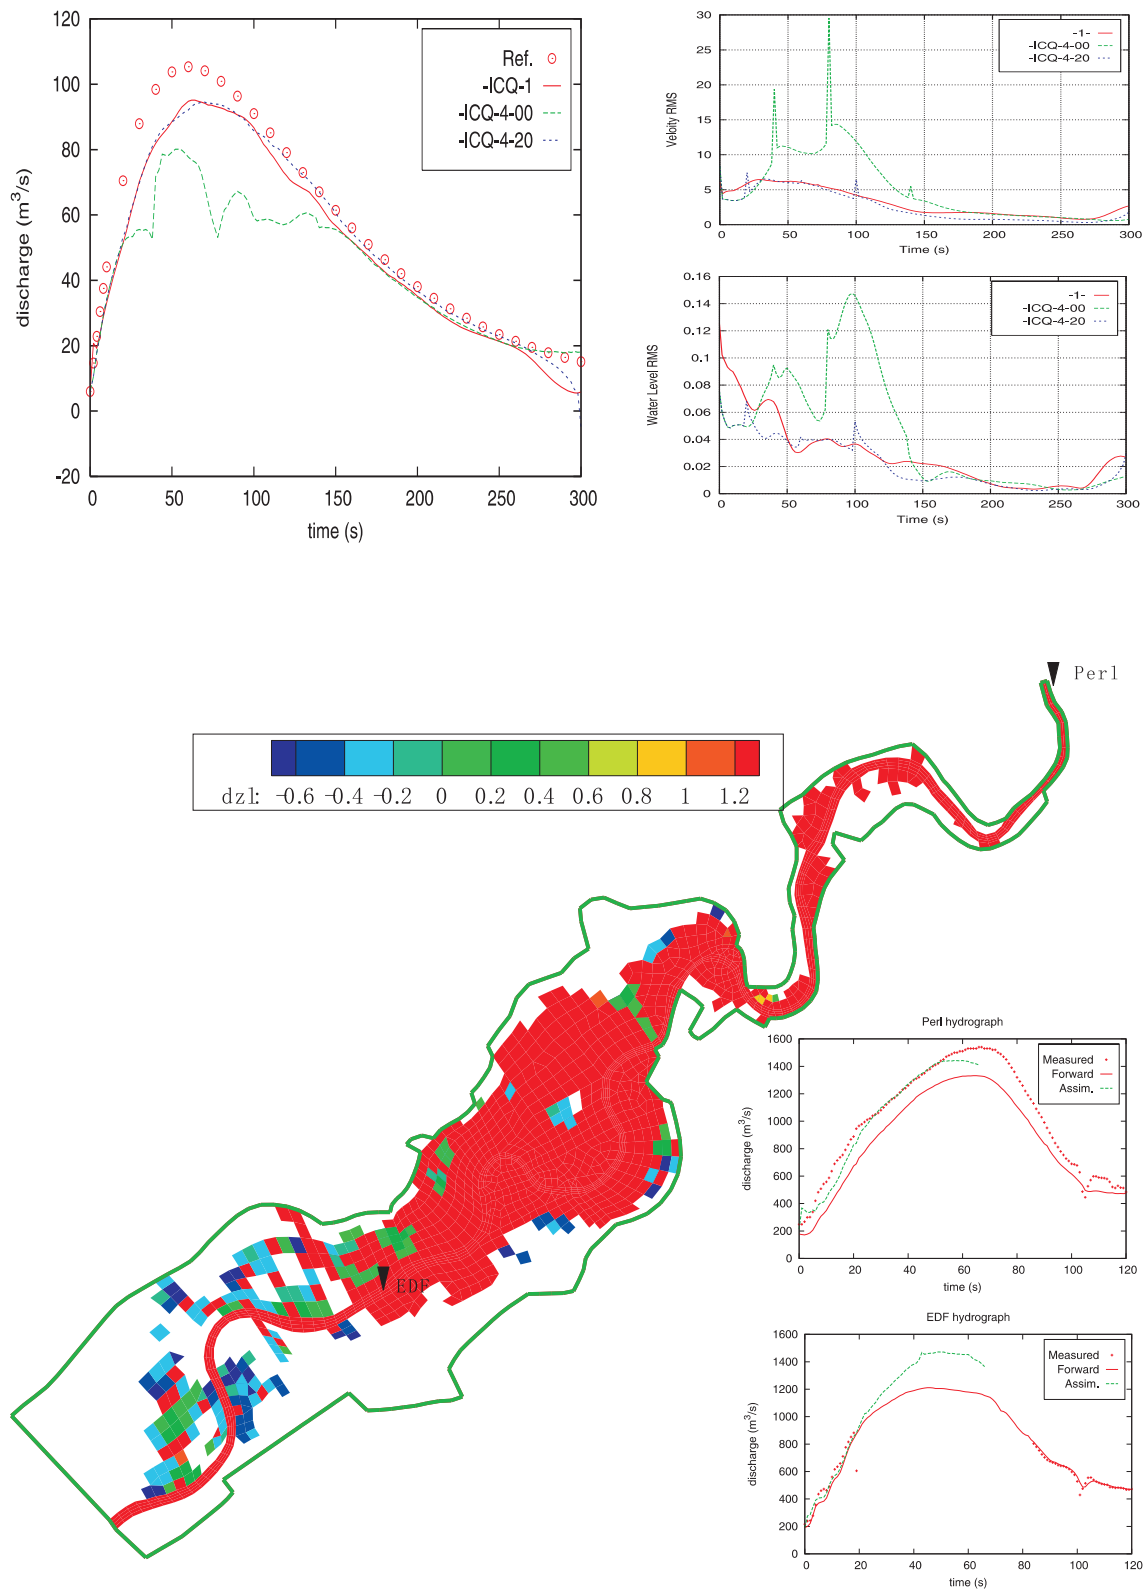 120
100
80
60
40
20
0
-20
discharge (m³/s)
0 50 100 150 200 250 300
time (s)
Ref.
-ICQ-1
-ICQ-4-00
-ICQ-4-20
30
25
20
15
10
5
0
Veloity RMS
0 50 100 150 200 250 300
Time (s)
-1-
-ICQ-4-00
-ICQ-4-20
0.16
0.14
0.12
0.1
0.08
0.06
0.04
0.02
0
Water Level RMS
0 50 100 150 200 250 300
Time (s)
-1-
-ICQ-4-00
-ICQ-4-20
Perl
dzl: -0.6 -0.4 -0.2 0 0.2 0.4 0.6 0.8 1 1.2
EDF
Perl hydrograph
1600
1400
1200
1000
800
600
400
200
0
discharge (m³/s)
0 20 40 60 80 100 120
time (s)
Measured
Forward
Assim.
EDF hydrograph
1600
1400
1200
1000
800
600
400
200
0
discharge (m³/s)
0 20 40 60 80 100 120
time (s)
Measured
Forward
Assim.